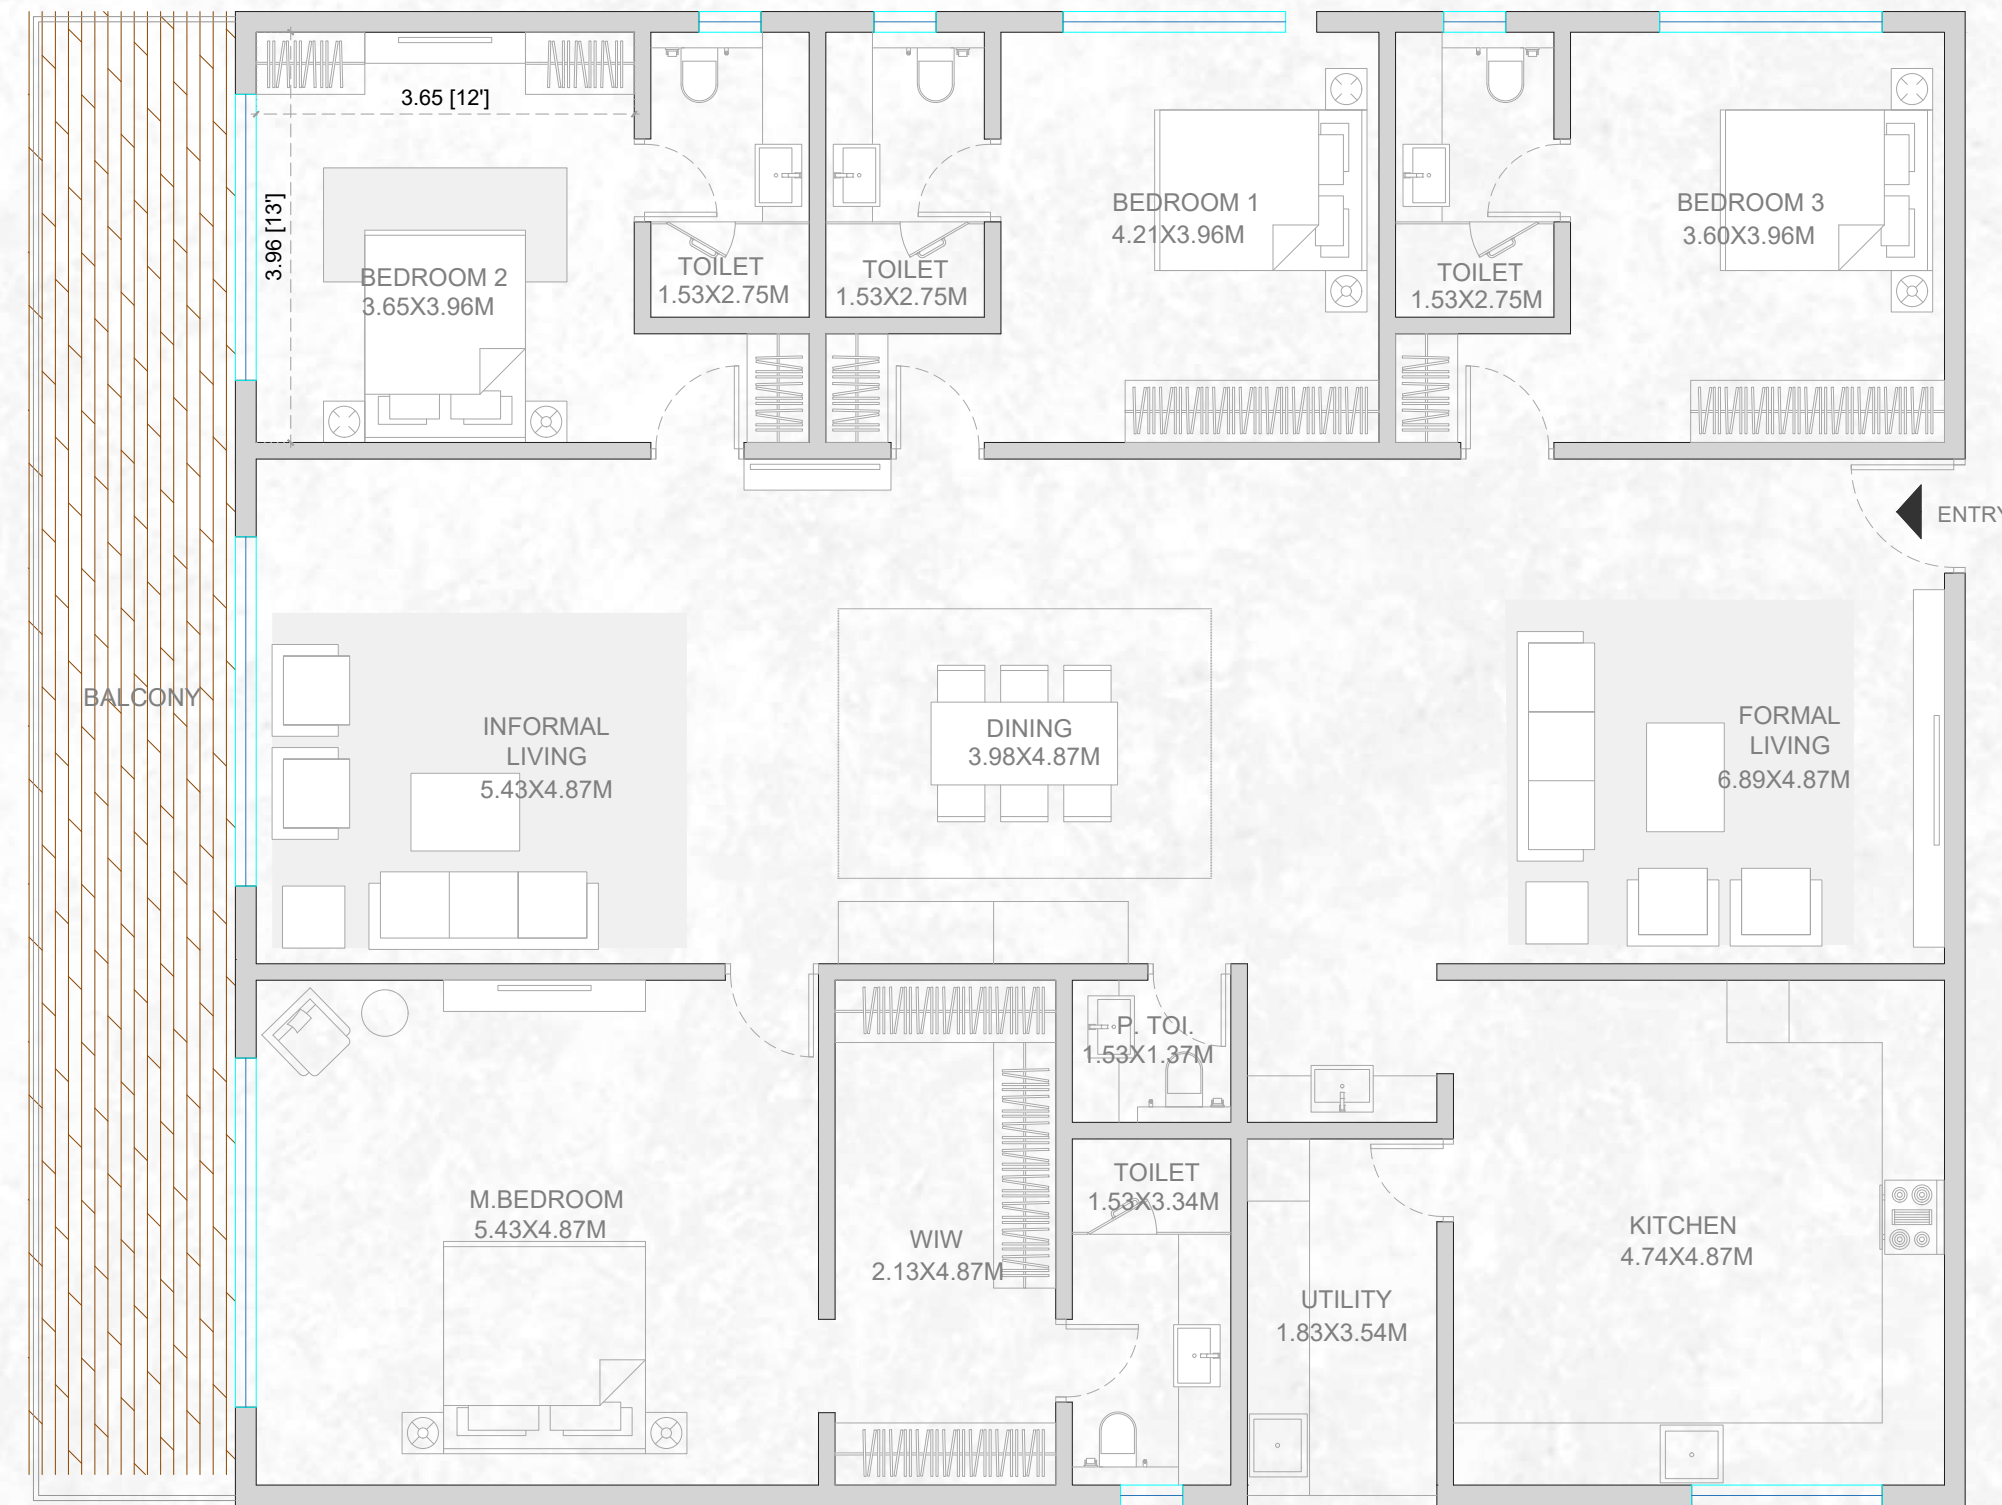 3.65 [12']
3.96 [13']
BEDROOM 2
3.65X3.96M
TOILET
1.53X2.75M
TOILET
1.53X2.75M
BEDROOM 1
4.21X3.96M
TOILET
1.53X2.75M
BEDROOM 3
3.60X3.96M
ENTRY
BALCONY
INFORMAL
LIVING
5.43X4.87M
DINING
3.98X4.87M
FORMAL
LIVING
6.89X4.87M
P. TOI.
1.53X1.37M
M.BEDROOM
5.43X4.87M
WIW
2.13X4.87M
TOILET
1.53X3.34M
UTILITY
1.83X3.54M
KITCHEN
4.74X4.87M